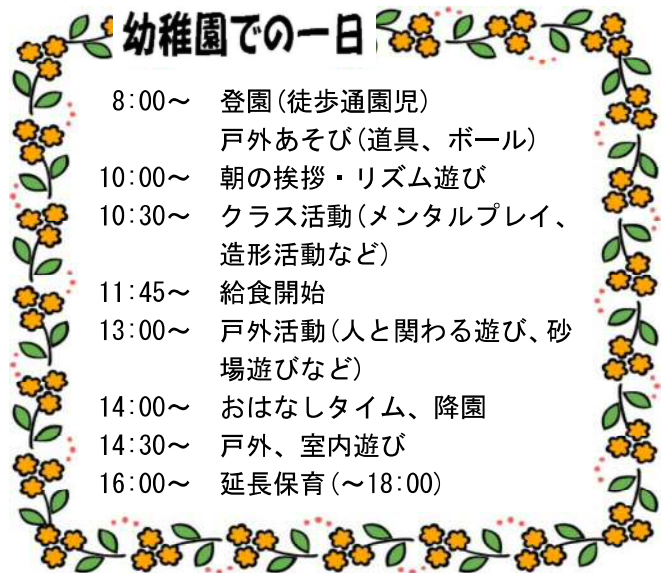 幼稚園での一日
8:00～ 登園(徒歩通園児)
戸外あそび(道具、ボール)
10:00～ 朝の挨拶・リズム遊び
10:30～ クラス活動(メンタルプレイ、
造形活動など)
11:45～ 給食開始
13:00～ 戸外活動(人と関わる遊び、砂
場遊びなど)
14:00～ おはなしタイム、降園
14:30～ 戸外、室内遊び
16:00～ 延長保育(～18:00)